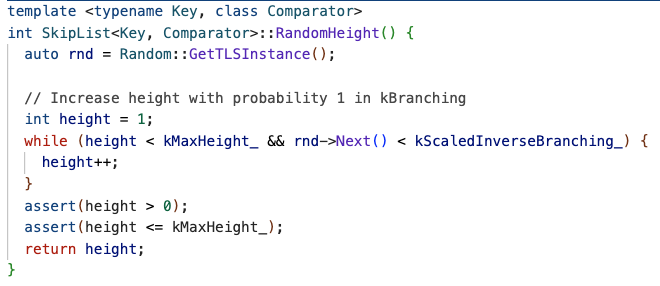 template <typename Key, class Comparator>
int SkipList<Key, Comparator>::RandomHeight() {
  auto rnd = Random::GetTLSInstance();

  // Increase height with probability 1 in kBranching
  int height = 1;
  while (height < kMaxHeight_ && rnd->Next() < kScaledInverseBranching_) {
    height++;
  }
  assert(height > 0);
  assert(height <= kMaxHeight_);
  return height;
}